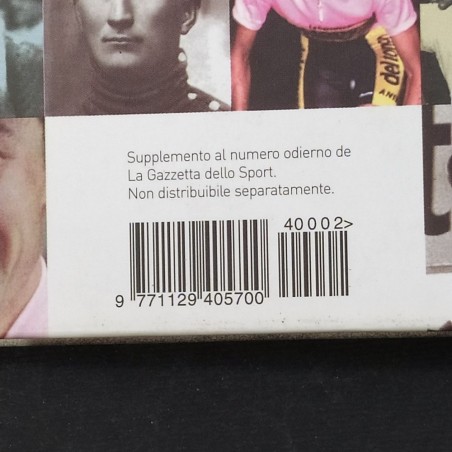 Supplemento al numero odierno de
La Gazzetta dello Sport.
Non distribuibile separatamente.
40002>
9 771129 405700